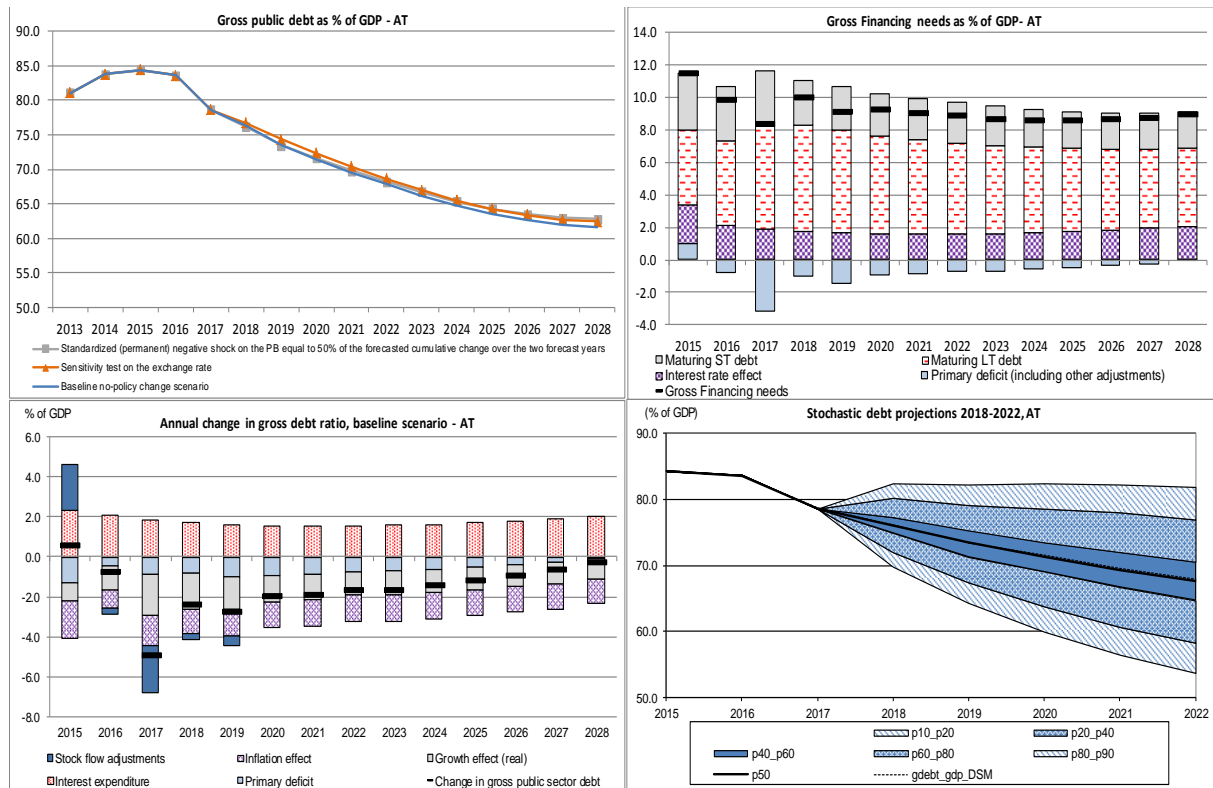 Gross public debt as % of GDP - AT
90.0
85.0
80.0
75.0
70.0
65.0
60.0
55.0
50.0
2013 2014 2015 2016 2017 2018 2019 2020 2021 2022 2023 2024 2025 2026 2027 2028
Standardized (permanent) negative shock on the PB equal to 50% of the forecasted cumulative change over the two forecast years
Sensitivity test on the exchange rate
Baseline no-policy change scenario
Gross Financing needs as % of GDP- AT
14.0
12.0
10.0
8.0
6.0
4.0
2.0
0.0
-2.0
-4.0
2015 2016 2017 2018 2019 2020 2021 2022 2023 2024 2025 2026 2027 2028
Maturing ST debt Maturing LT debt
Interest rate effect Primary deficit (including other adjustments)
Gross Financing needs
% of GDP
Annual change in gross debt ratio, baseline scenario - AT
6.0
4.0
2.0
0.0
-2.0
-4.0
-6.0
-8.0
2015 2016 2017 2018 2019 2020 2021 2022 2023 2024 2025 2026 2027 2028
Stock flow adjustments Inflation effect Growth effect (real)
Interest expenditure Primary deficit Change in gross public sector debt
(% of GDP)
Stochastic debt projections 2018-2022, AT
90.0
80.0
70.0
60.0
50.0
2015 2016 2017 2018 2019 2020 2021 2022
p10_p20 p20_p40
p40_p60 p60_p80 p80_p90
p50 gdebt_gdp_DSM